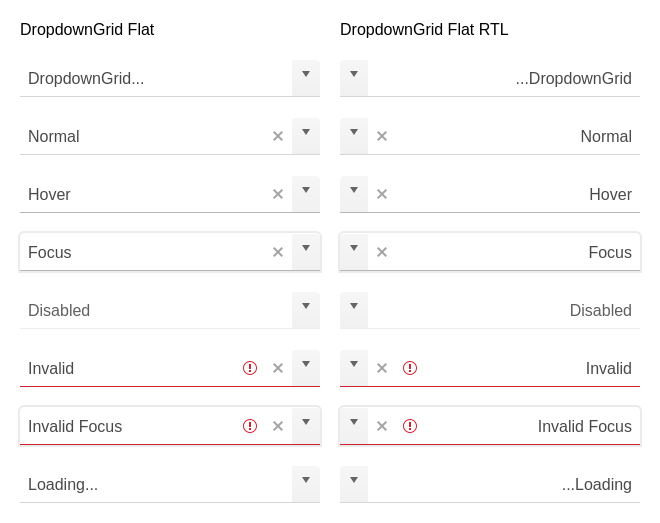 DropdownGrid Flat
DropdownGrid...
Normal
Hover
Focus
Disabled
Invalid
Invalid Focus
Loading...
DropdownGrid Flat RTL
...DropdownGrid
Normal
Hover
Focus
Disabled
Invalid
Invalid Focus
...Loading